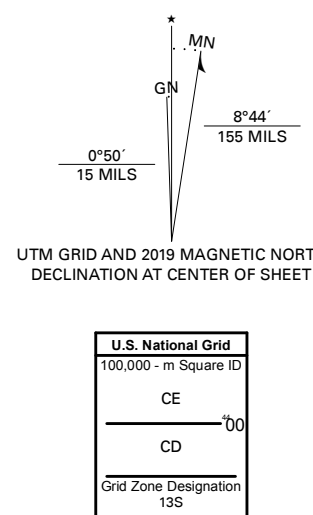 ★
MN
GN
8°44´
155 MILS
0°50´
15 MILS
UTM GRID AND 2019 MAGNETIC NORT
DECLINATION AT CENTER OF SHEET
U.S. National Grid
100,000 - m Square ID
CE
4400
CD
Grid Zone Designation
13S